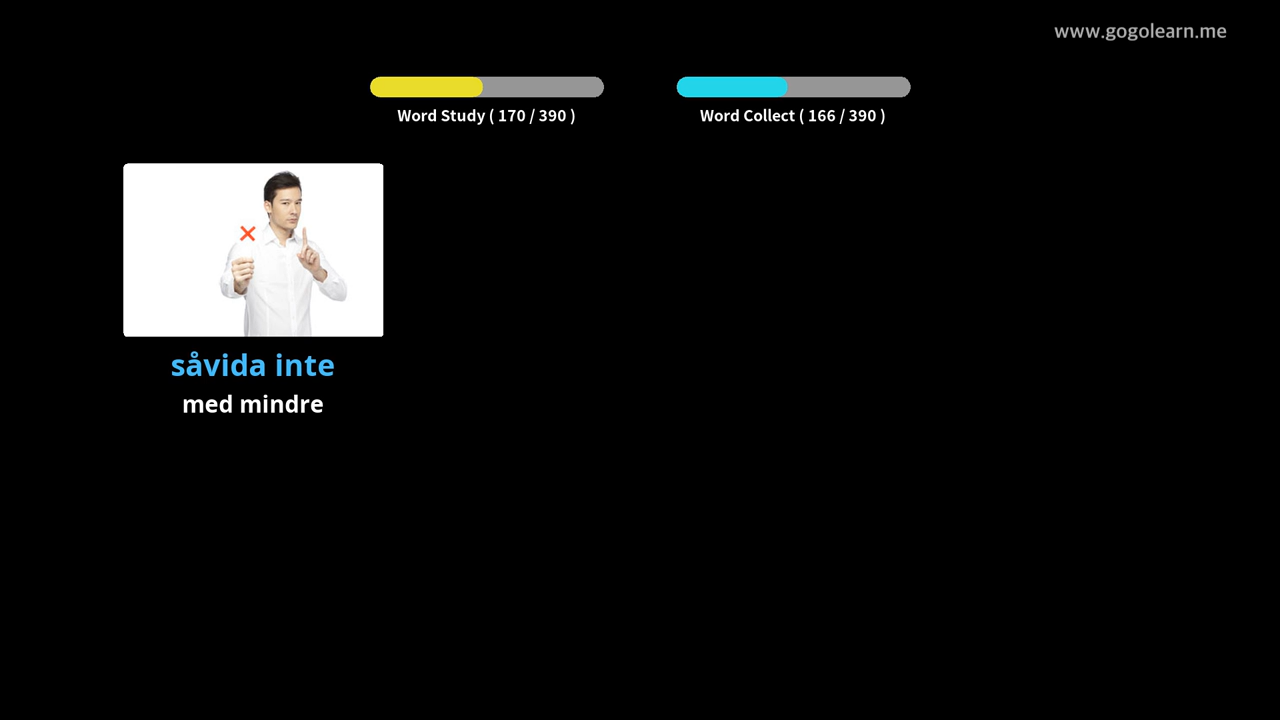 www.gogolearn.me
Word Study ( 170 / 390 )
Word Collect ( 166 / 390 )
såvida inte
med mindre